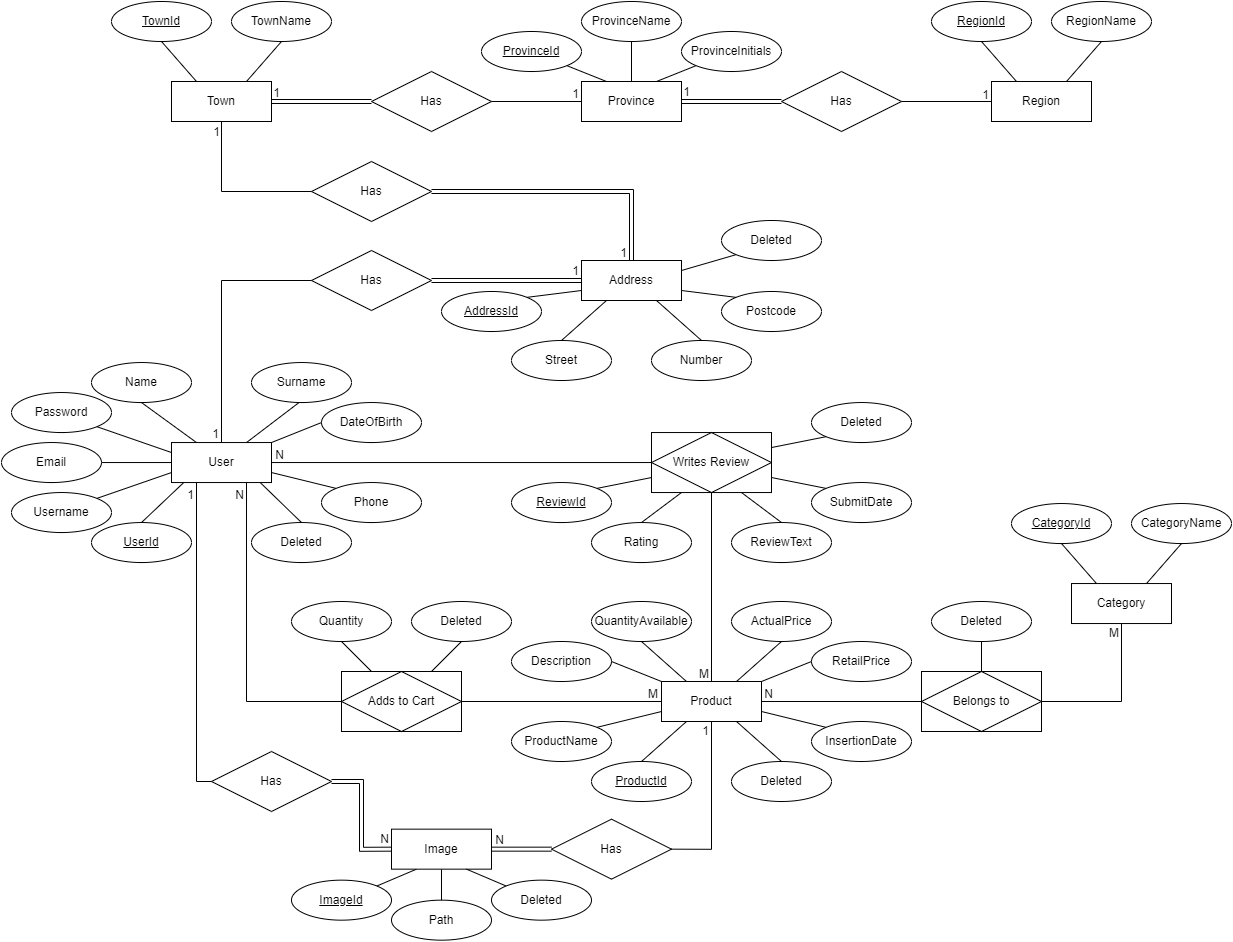 TownId
TownName
ProvinceName
ProvinceId
ProvinceInitials
RegionId
RegionName
Town
1
Has
1
Province
1
Has
1
Region
1
Has
1
Deleted
Has
1
Address
AddressId
Postcode
Street
Number
Name
Surname
Password
DateOfBirth
1
Deleted
Email
User
N
Writes Review
Username
1
N
Phone
ReviewId
SubmitDate
UserId
Deleted
Rating
ReviewText
CategoryId
CategoryName
Category
M
Quantity
Deleted
QuantityAvailable
ActualPrice
Deleted
Description
M
RetailPrice
Adds to Cart
M
Product
N
Belongs to
ProductName
1
InsertionDate
Has
ProductId
Deleted
N
Image
N
Has
ImageId
Path
Deleted